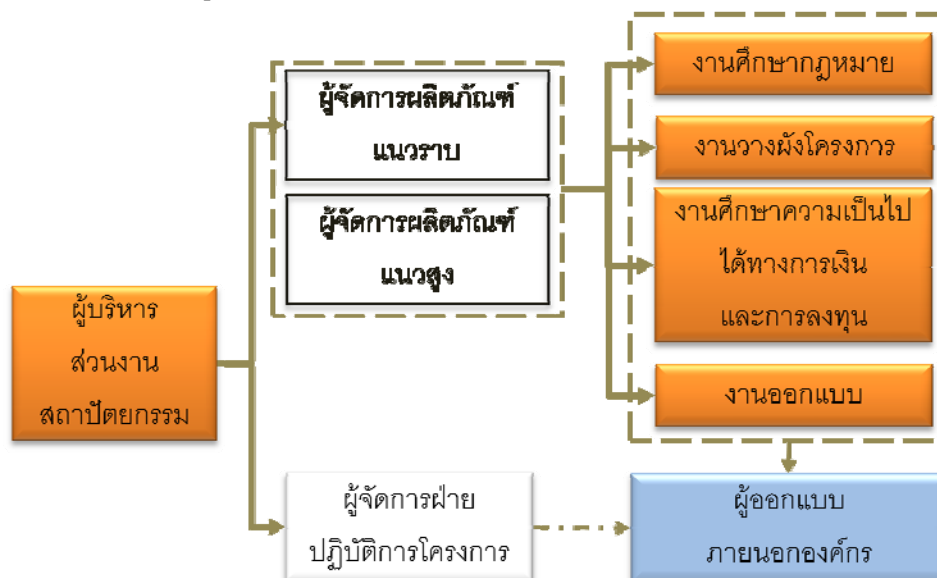 ผู้บริหาร
ส่วนงาน
สถาปัตยกรรม
ผู้จัดการผลิตภัณฑ์
แนวราบ
ผู้จัดการผลิตภัณฑ์
แนวสูง
ผู้จัดการฝ่าย
ปฏิบัติการโครงการ
งานศึกษากฎหมาย
งานวางผังโครงการ
งานศึกษาความเป็นไป
ได้ทางการเงิน
และการลงทุน
งานออกแบบ
ผู้ออกแบบ
ภายนอกองค์กร